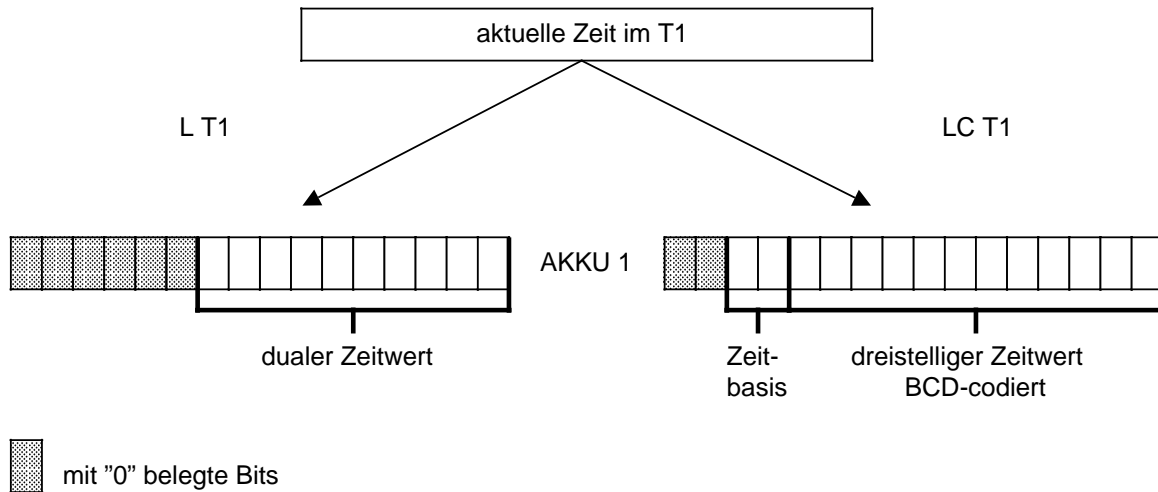 aktuelle Zeit im T1
L T1
LC T1
AKKU 1
dualer Zeitwert
Zeit-
basis
dreistelliger Zeitwert
BCD-codiert
mit ”0” belegte Bits